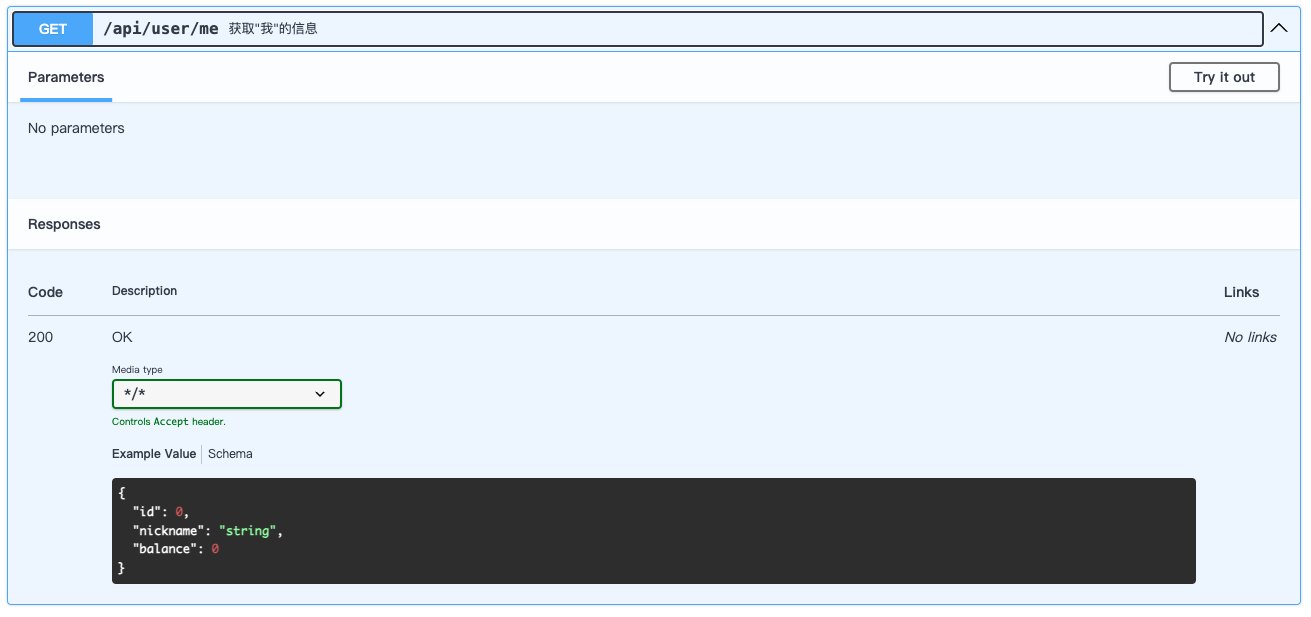 GET /api/user/me 获取"我"的信息
Parameters
Try it out
No parameters
Responses
Code Description Links
200 OK No links
Media type
*/*
Controls Accept header.
Example Value Schema
{
  "id": 0,
  "nickname": "string",
  "balance": 0
}